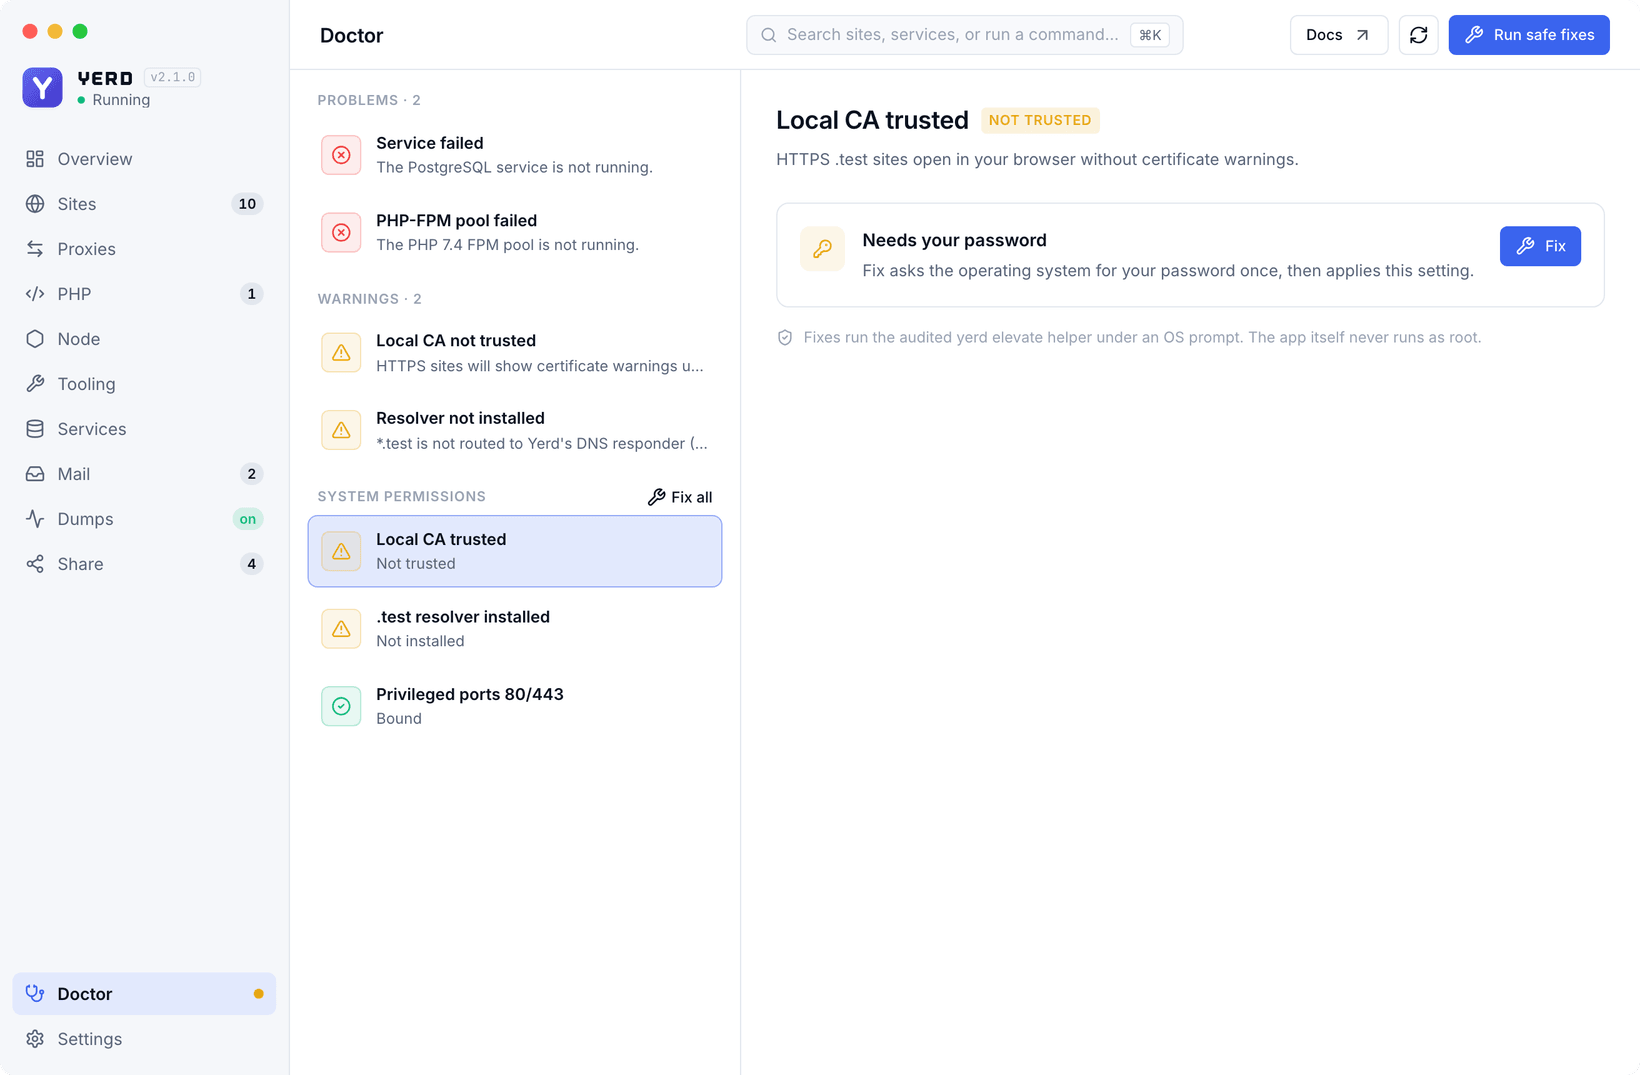 Y
YERD v2.1.0
Running
Overview
Sites 10
Proxies
PHP 1
Node
Tooling
Services
Mail 2
Dumps on
Share 4
Doctor
Settings
Doctor
Search sites, services, or run a command... ⌘K
Docs
Run safe fixes
PROBLEMS · 2
Service failed
The PostgreSQL service is not running.
PHP-FPM pool failed
The PHP 7.4 FPM pool is not running.
WARNINGS · 2
Local CA not trusted
HTTPS sites will show certificate warnings u...
Resolver not installed
*.test is not routed to Yerd's DNS responder (...
SYSTEM PERMISSIONS Fix all
Local CA trusted
Not trusted
.test resolver installed
Not installed
Privileged ports 80/443
Bound
Local CA trusted NOT TRUSTED
HTTPS .test sites open in your browser without certificate warnings.
Needs your password
Fix asks the operating system for your password once, then applies this setting.
Fix
Fixes run the audited yerd elevate helper under an OS prompt. The app itself never runs as root.